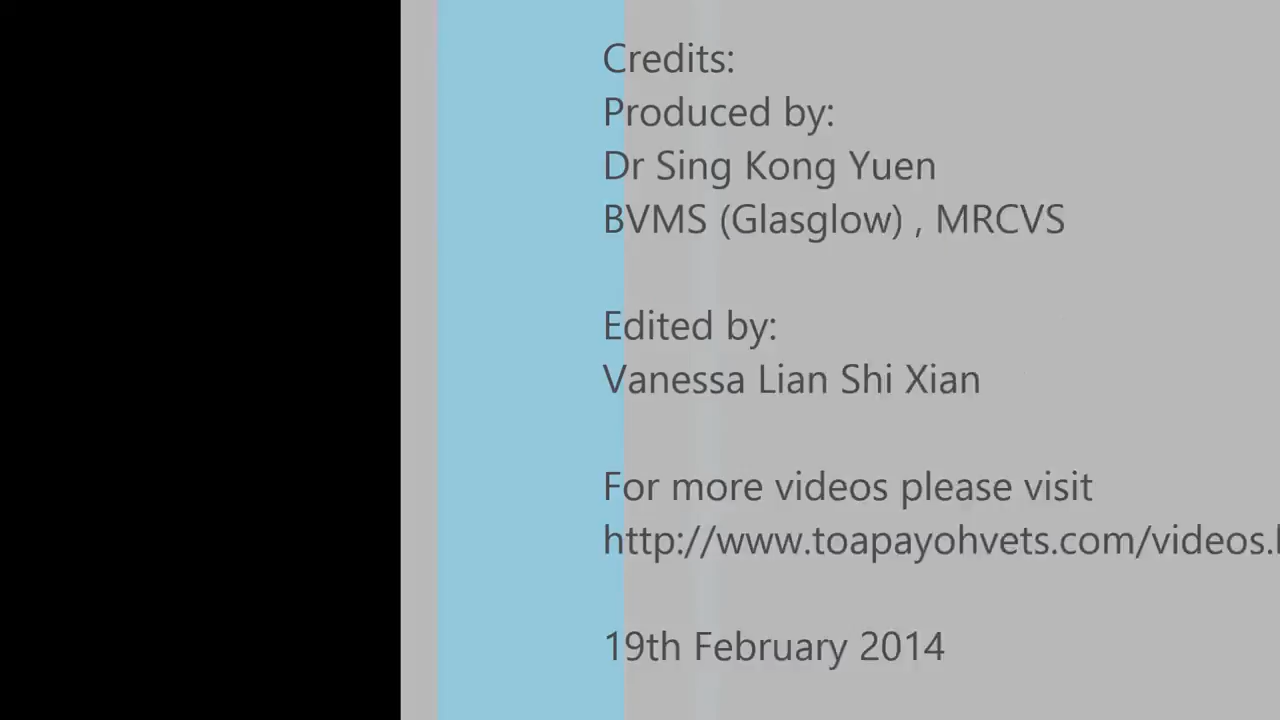 Credits:
Produced by:
Dr Sing Kong Yuen
BVMS (Glasglow) , MRCVS
Edited by:
Vanessa Lian Shi Xian
For more videos please visit
http://www.toapayohvets.com/videos.
19th February 2014